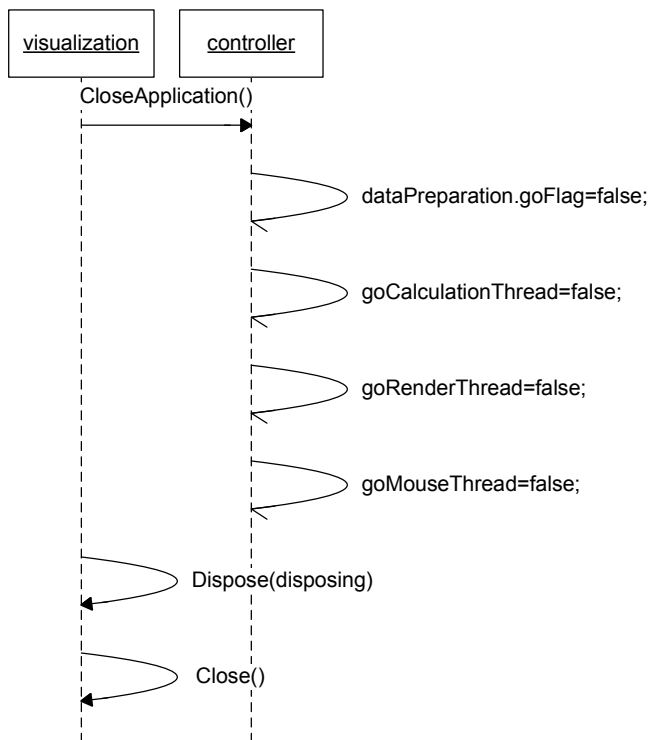 visualization
controller
CloseApplication()
dataPreparation.goFlag=false;
goCalculationThread=false;
goRenderThread=false;
goMouseThread=false;
Dispose(disposing)
Close()